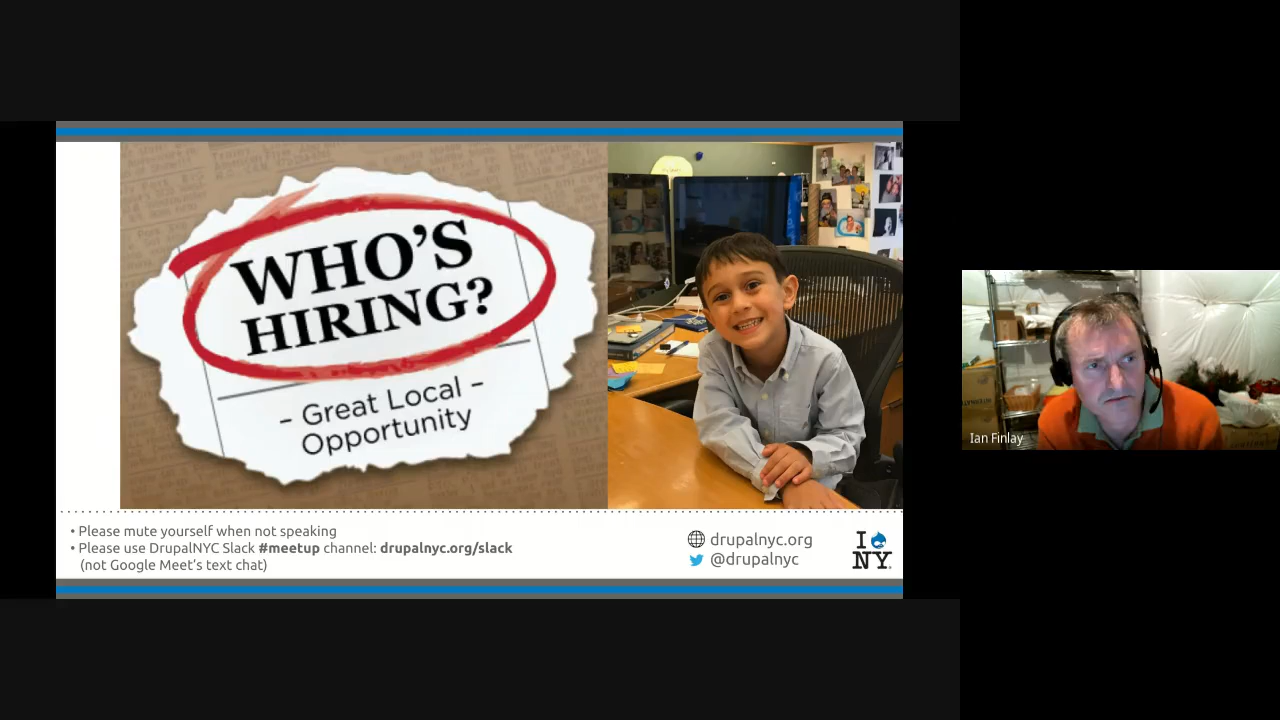 WHO'S
HIRING?
– Great Local –
Opportunity
• Please mute yourself when not speaking
• Please use DrupalNYC Slack #meetup channel: drupalnyc.org/slack
(not Google Meet's text chat)
drupalnyc.org
@drupalnyc
I NY.
Ian Finlay